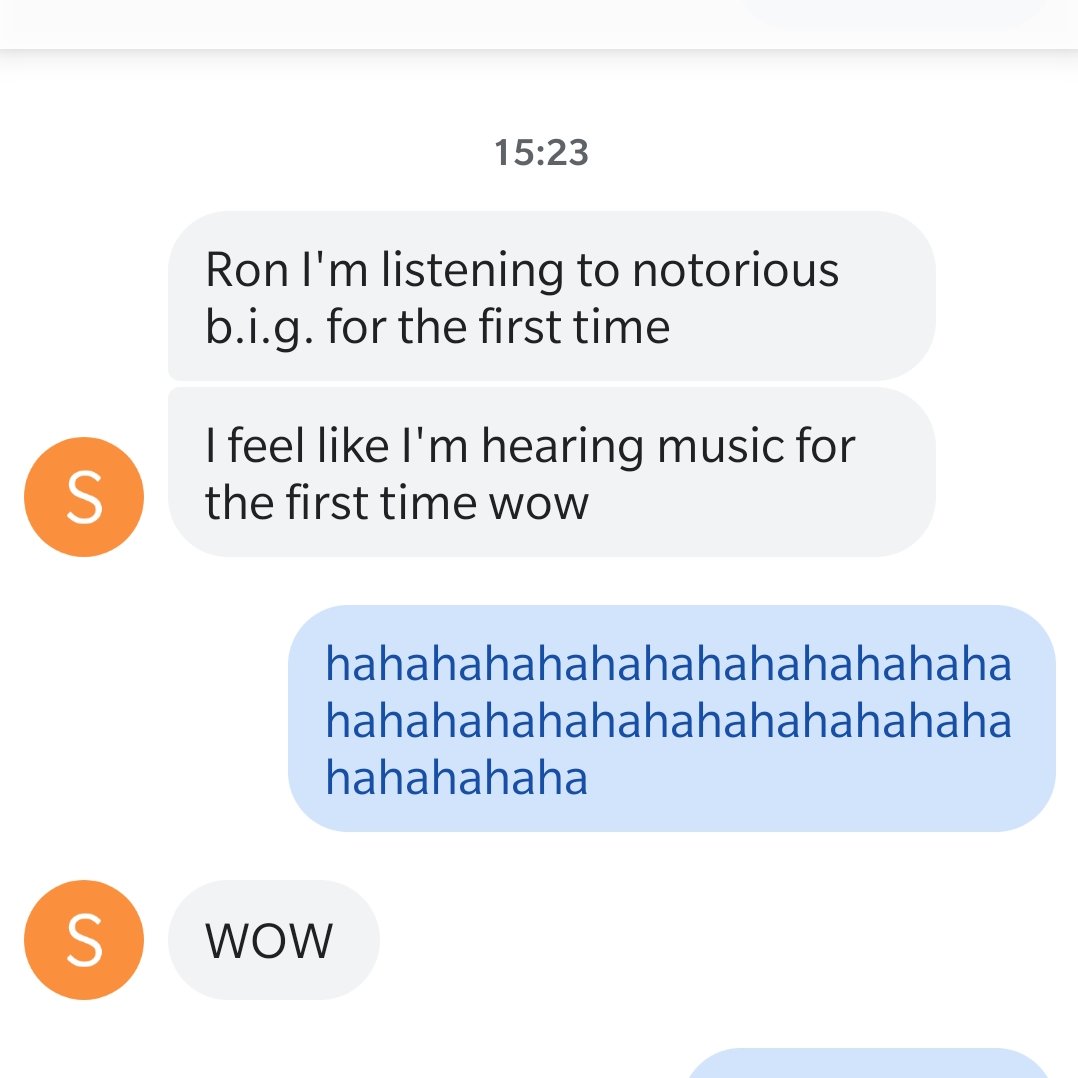 15:23
Ron I'm listening to notorious
b.i.g. for the first time
I feel like I'm hearing music for
the first time wow
S
hahahahahahahahahahahahaha
hahahahahahahahahahahahaha
hahahahaha
S
WOW